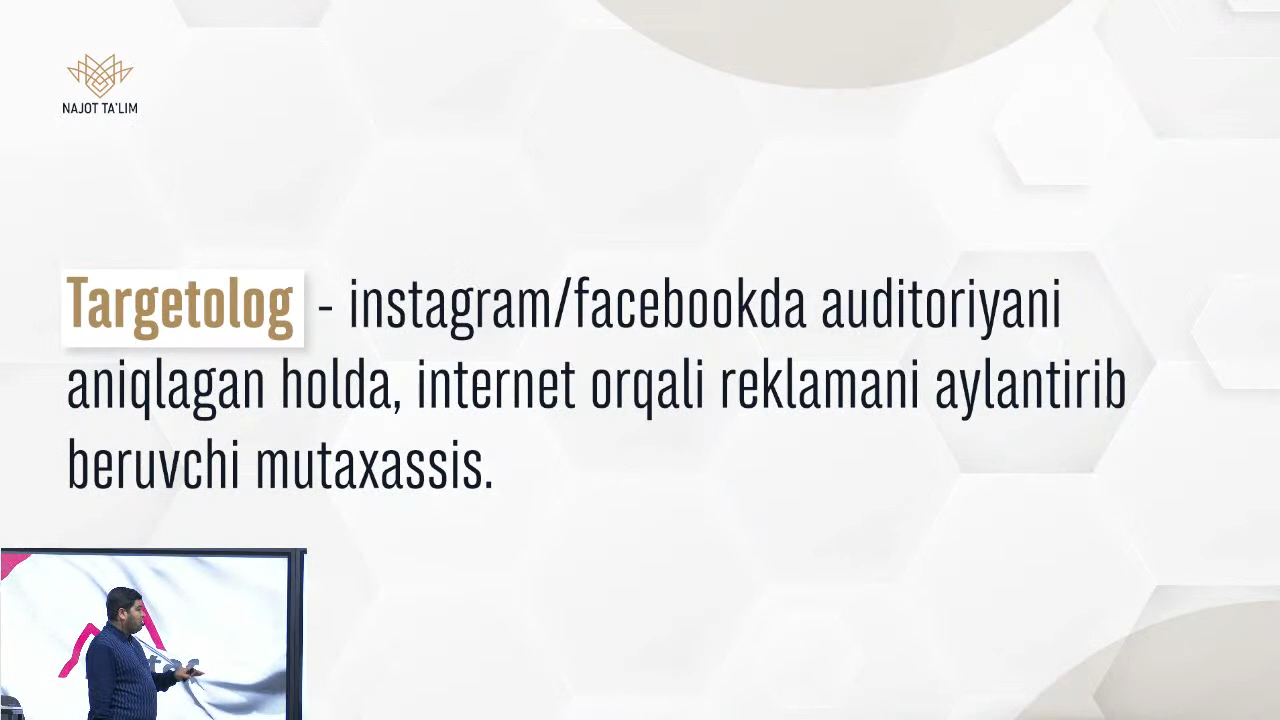 NAJOT TA'LIM
Targetolog - instagram/facebookda auditoriyani
aniqlagan holda, internet orqali reklamani aylantirib
beruvchi mutaxassis.